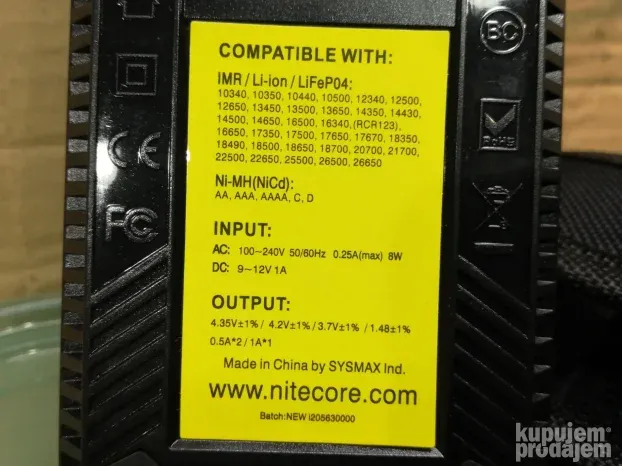 COMPATIBLE WITH:
IMR / Li-ion / LiFeP04:
10340, 10350, 10440, 10500, 12340, 12500,
12650, 13450, 13500, 13650, 14350, 14430,
14500, 14650, 16500, 16340,(RCR123),
16650, 17350, 17500, 17650, 17670, 18350,
18490, 18500, 18650, 18700, 20700, 21700,
22500, 22650, 25500, 26500, 26650
Ni-MH(NiCd):
AA, AAA, AAAA, C, D
INPUT:
AC: 100~240V 50/60Hz 0.25A(max) 8W
DC: 9~12V 1A
OUTPUT:
4.35V±1% / 4.2V±1% / 3.7V±1% / 1.48±1%
0.5A*2 / 1A*1
Made in China by SYSMAX Ind.
www.nitecore.com
Batch:NEW I205630000
CE
FC
BC
RoHS
kupujem
prodajem